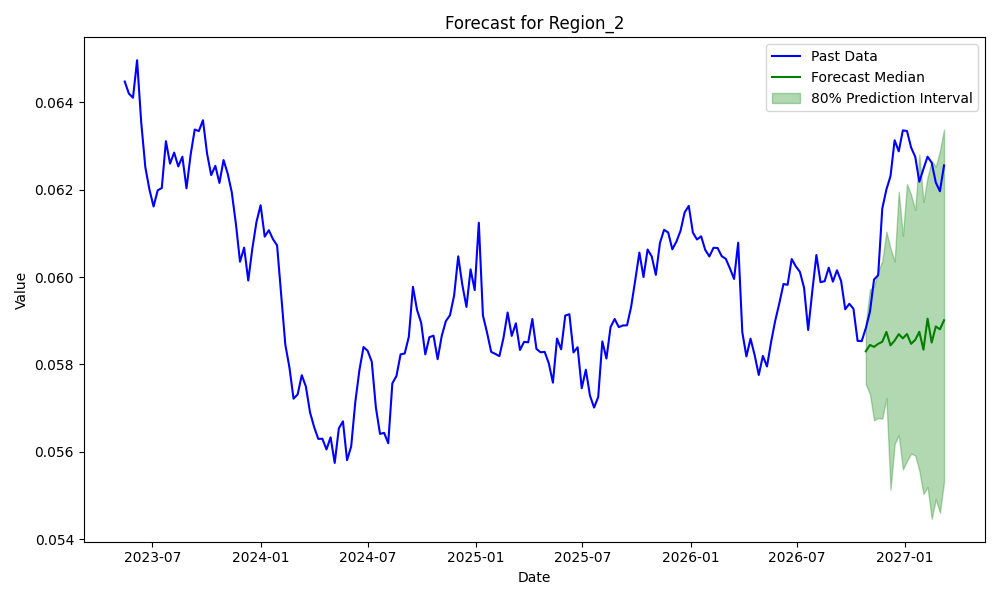 Forecast for Region_2
Past Data
Forecast Median
80% Prediction Interval
Value
0.064
0.062
0.060
0.058
0.056
0.054
2023-07 2024-01 2024-07 2025-01 2025-07 2026-01 2026-07 2027-01
Date